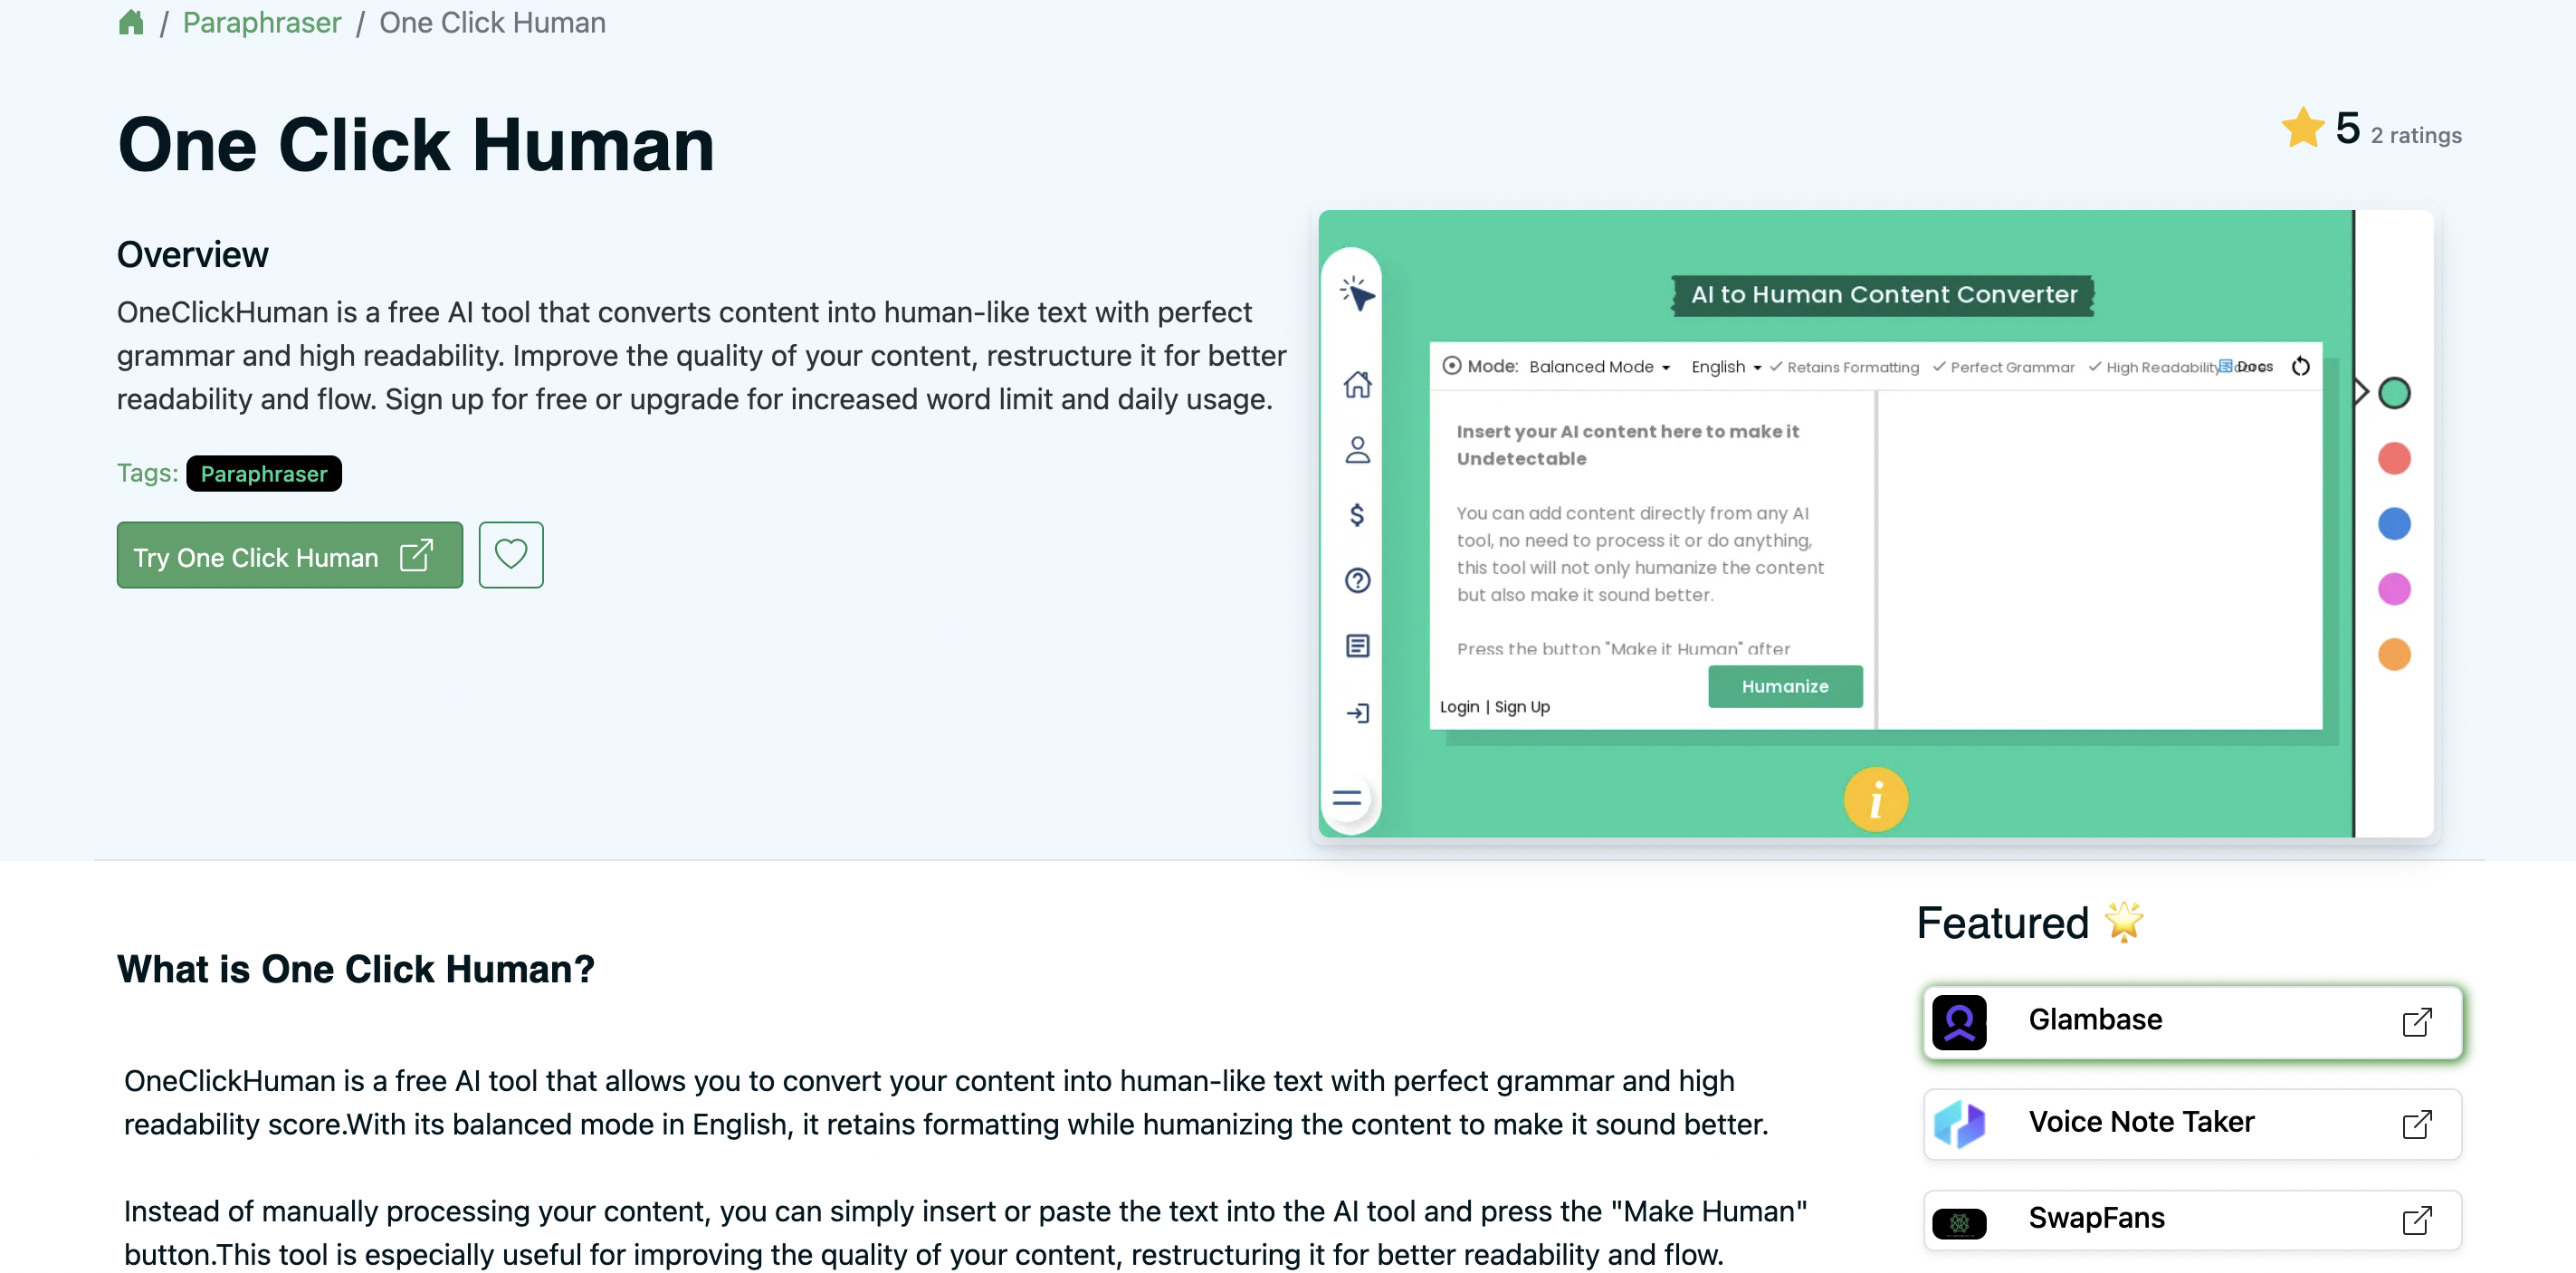 / Paraphraser / One Click Human
One Click Human
5 2 ratings
Overview
OneClickHuman is a free AI tool that converts content into human-like text with perfect
grammar and high readability. Improve the quality of your content, restructure it for better
readability and flow. Sign up for free or upgrade for increased word limit and daily usage.
Tags: Paraphraser
Try One Click Human
AI to Human Content Converter
Mode: Balanced Mode English Retains Formatting Perfect Grammar High Readability Docs
Insert your AI content here to make it
Undetectable
You can add content directly from any AI
tool, no need to process it or do anything,
this tool will not only humanize the content
but also make it sound better.
Press the button "Make it Human" after
Humanize
Login | Sign Up
i
What is One Click Human?
OneClickHuman is a free AI tool that allows you to convert your content into human-like text with perfect grammar and high
readability score.With its balanced mode in English, it retains formatting while humanizing the content to make it sound better.
Instead of manually processing your content, you can simply insert or paste the text into the AI tool and press the "Make Human"
button.This tool is especially useful for improving the quality of your content, restructuring it for better readability and flow.
Featured
Glambase
Voice Note Taker
SwapFans